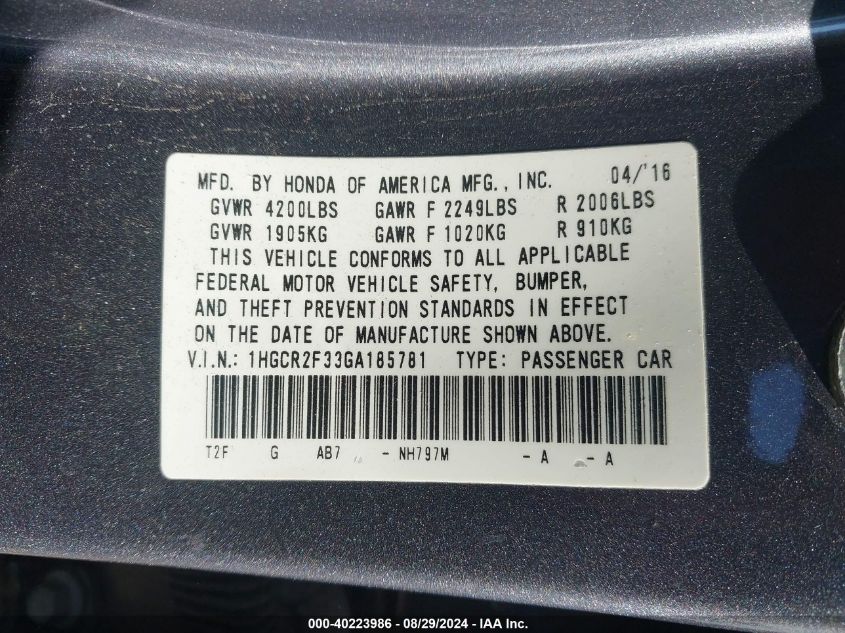 MFD. BY HONDA OF AMERICA MFG., INC. 04/'16
GVWR 4200LBS GAWR F 2249LBS R 2006LBS
GVWR 1905KG GAWR F 1020KG R 910KG
THIS VEHICLE CONFORMS TO ALL APPLICABLE
FEDERAL MOTOR VEHICLE SAFETY, BUMPER,
AND THEFT PREVENTION STANDARDS IN EFFECT
ON THE DATE OF MANUFACTURE SHOWN ABOVE.
V.I.N.: 1HGCR2F33GA185781 TYPE: PASSENGER CAR
T2F G AB7 - NH797M - A - A
000-40223986 - 08/29/2024 - IAA Inc.